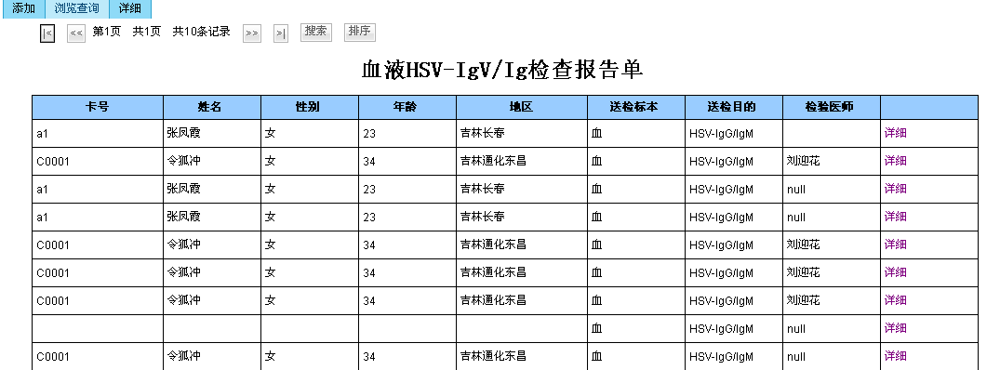 添加 浏览查询 详细
|< << 第1页 共1页 共10条记录 >> >| 搜索 排序
血液HSV-IgV/Ig检查报告单
卡号 姓名 性别 年龄 地区 送检标本 送检目的 检验医师
a1 张凤霞 女 23 吉林长春 血 HSV-IgG/IgM 详细
C0001 令狐冲 女 34 吉林通化东昌 血 HSV-IgG/IgM 刘迎花 详细
a1 张凤霞 女 23 吉林长春 血 HSV-IgG/IgM null 详细
a1 张凤霞 女 23 吉林长春 血 HSV-IgG/IgM null 详细
C0001 令狐冲 女 34 吉林通化东昌 血 HSV-IgG/IgM 刘迎花 详细
C0001 令狐冲 女 34 吉林通化东昌 血 HSV-IgG/IgM 刘迎花 详细
C0001 令狐冲 女 34 吉林通化东昌 血 HSV-IgG/IgM 刘迎花 详细
血 HSV-IgG/IgM null 详细
C0001 令狐冲 女 34 吉林通化东昌 血 HSV-IgG/IgM null 详细